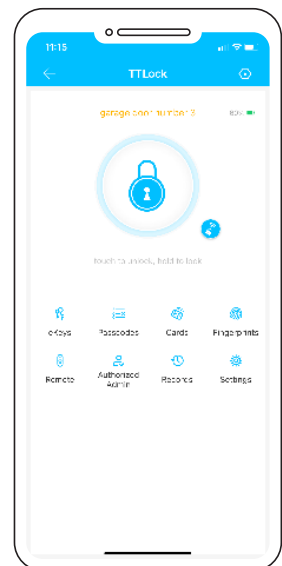 11:15
TTLock
garage door number 3
80%
touch to unlock, hold to lock
eKeys Passcodes Cards Fingerprints
Remote Authorized Admin Records Settings